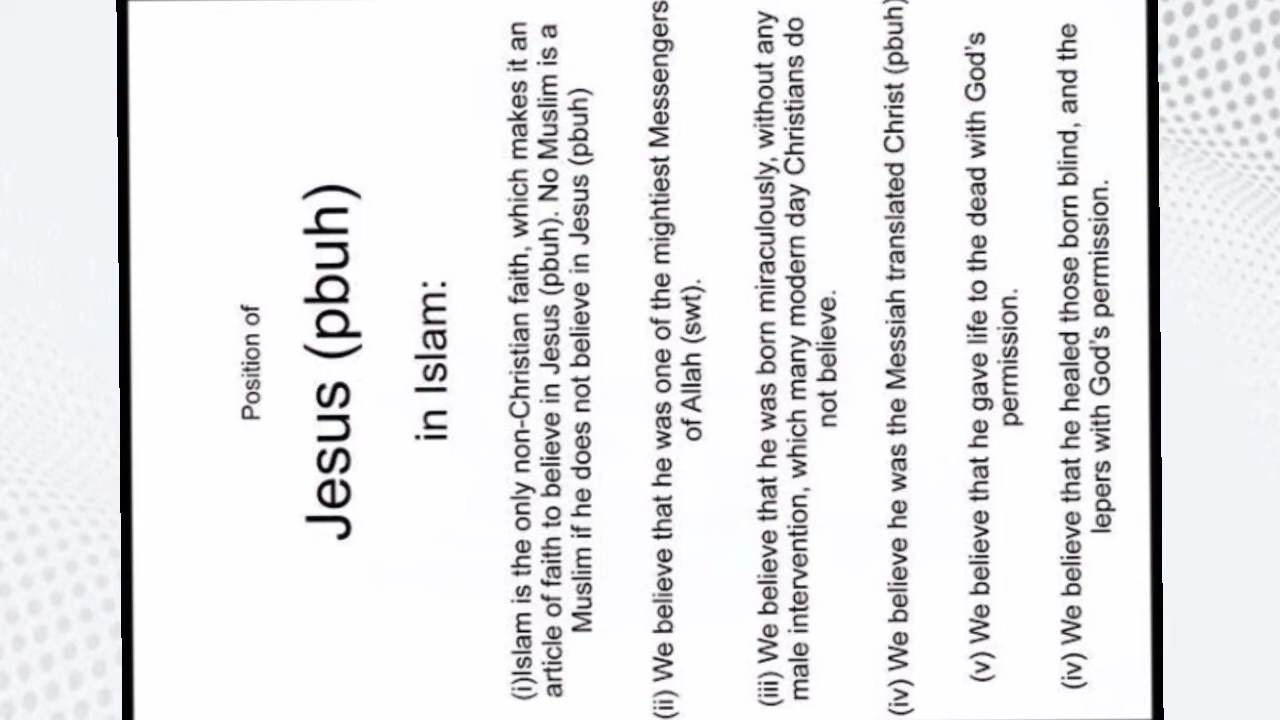 Position of
Jesus (pbuh)
in Islam:
(i)Islam is the only non-Christian faith, which makes it an
article of faith to believe in Jesus (pbuh). No Muslim is a
Muslim if he does not believe in Jesus (pbuh)
(ii) We believe that he was one of the mightiest Messengers
of Allah (swt).
(iii) We believe that he was born miraculously, without any
male intervention, which many modern day Christians do
not believe.
(iv) We believe he was the Messiah translated Christ (pbuh)
(v) We believe that he gave life to the dead with God's
permission.
(iv) We believe that he healed those born blind, and the
lepers with God's permission.